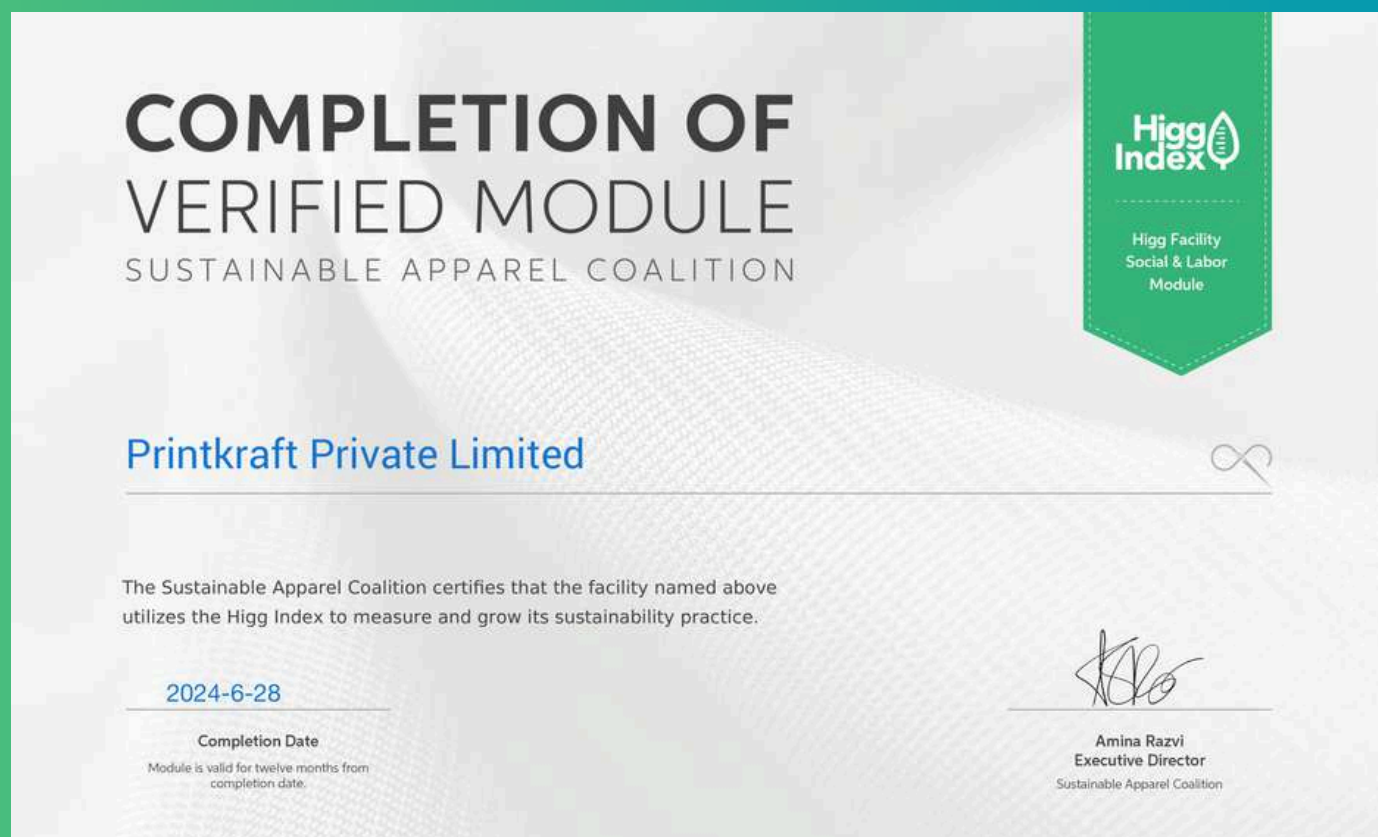 COMPLETION OF
VERIFIED MODULE
SUSTAINABLE APPAREL COALITION
Higg
Index
Higg Facility
Social & Labor
Module
Printkraft Private Limited
The Sustainable Apparel Coalition certifies that the facility named above
utilizes the Higg Index to measure and grow its sustainability practice.
2024-6-28
Completion Date
Module is valid for twelve months from
completion date.
Amina Razvi
Executive Director
Sustainable Apparel Coalition